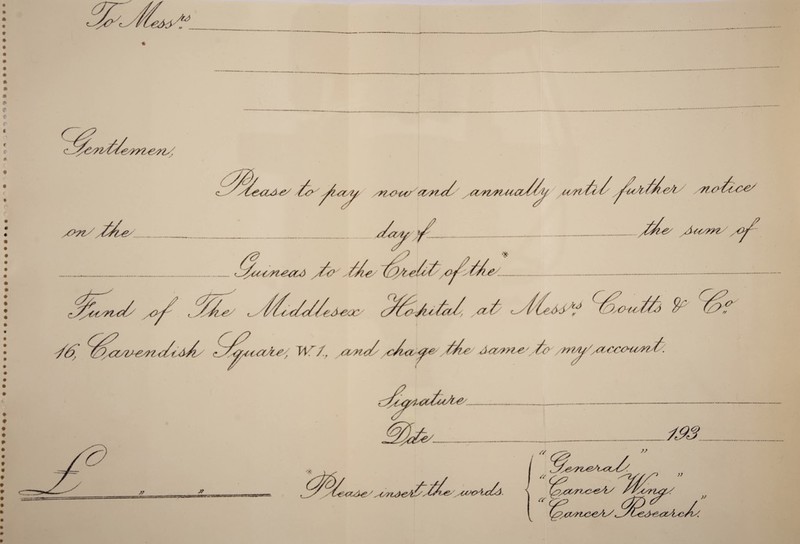 To Messrs
*
Gentlemen,
Please to pay now and annually until further notice
on the day of the sum of
Guineas to the Credit of the *
Fund of The Middlesex Hospital, at Messrs Coutts & Co
16, Cavendish Square, W.1., and charge the same to my account.
Signature
Date 193
£ " "
* Please insert the words. { "General"
"Cancer Wing"
"Cancer Research."